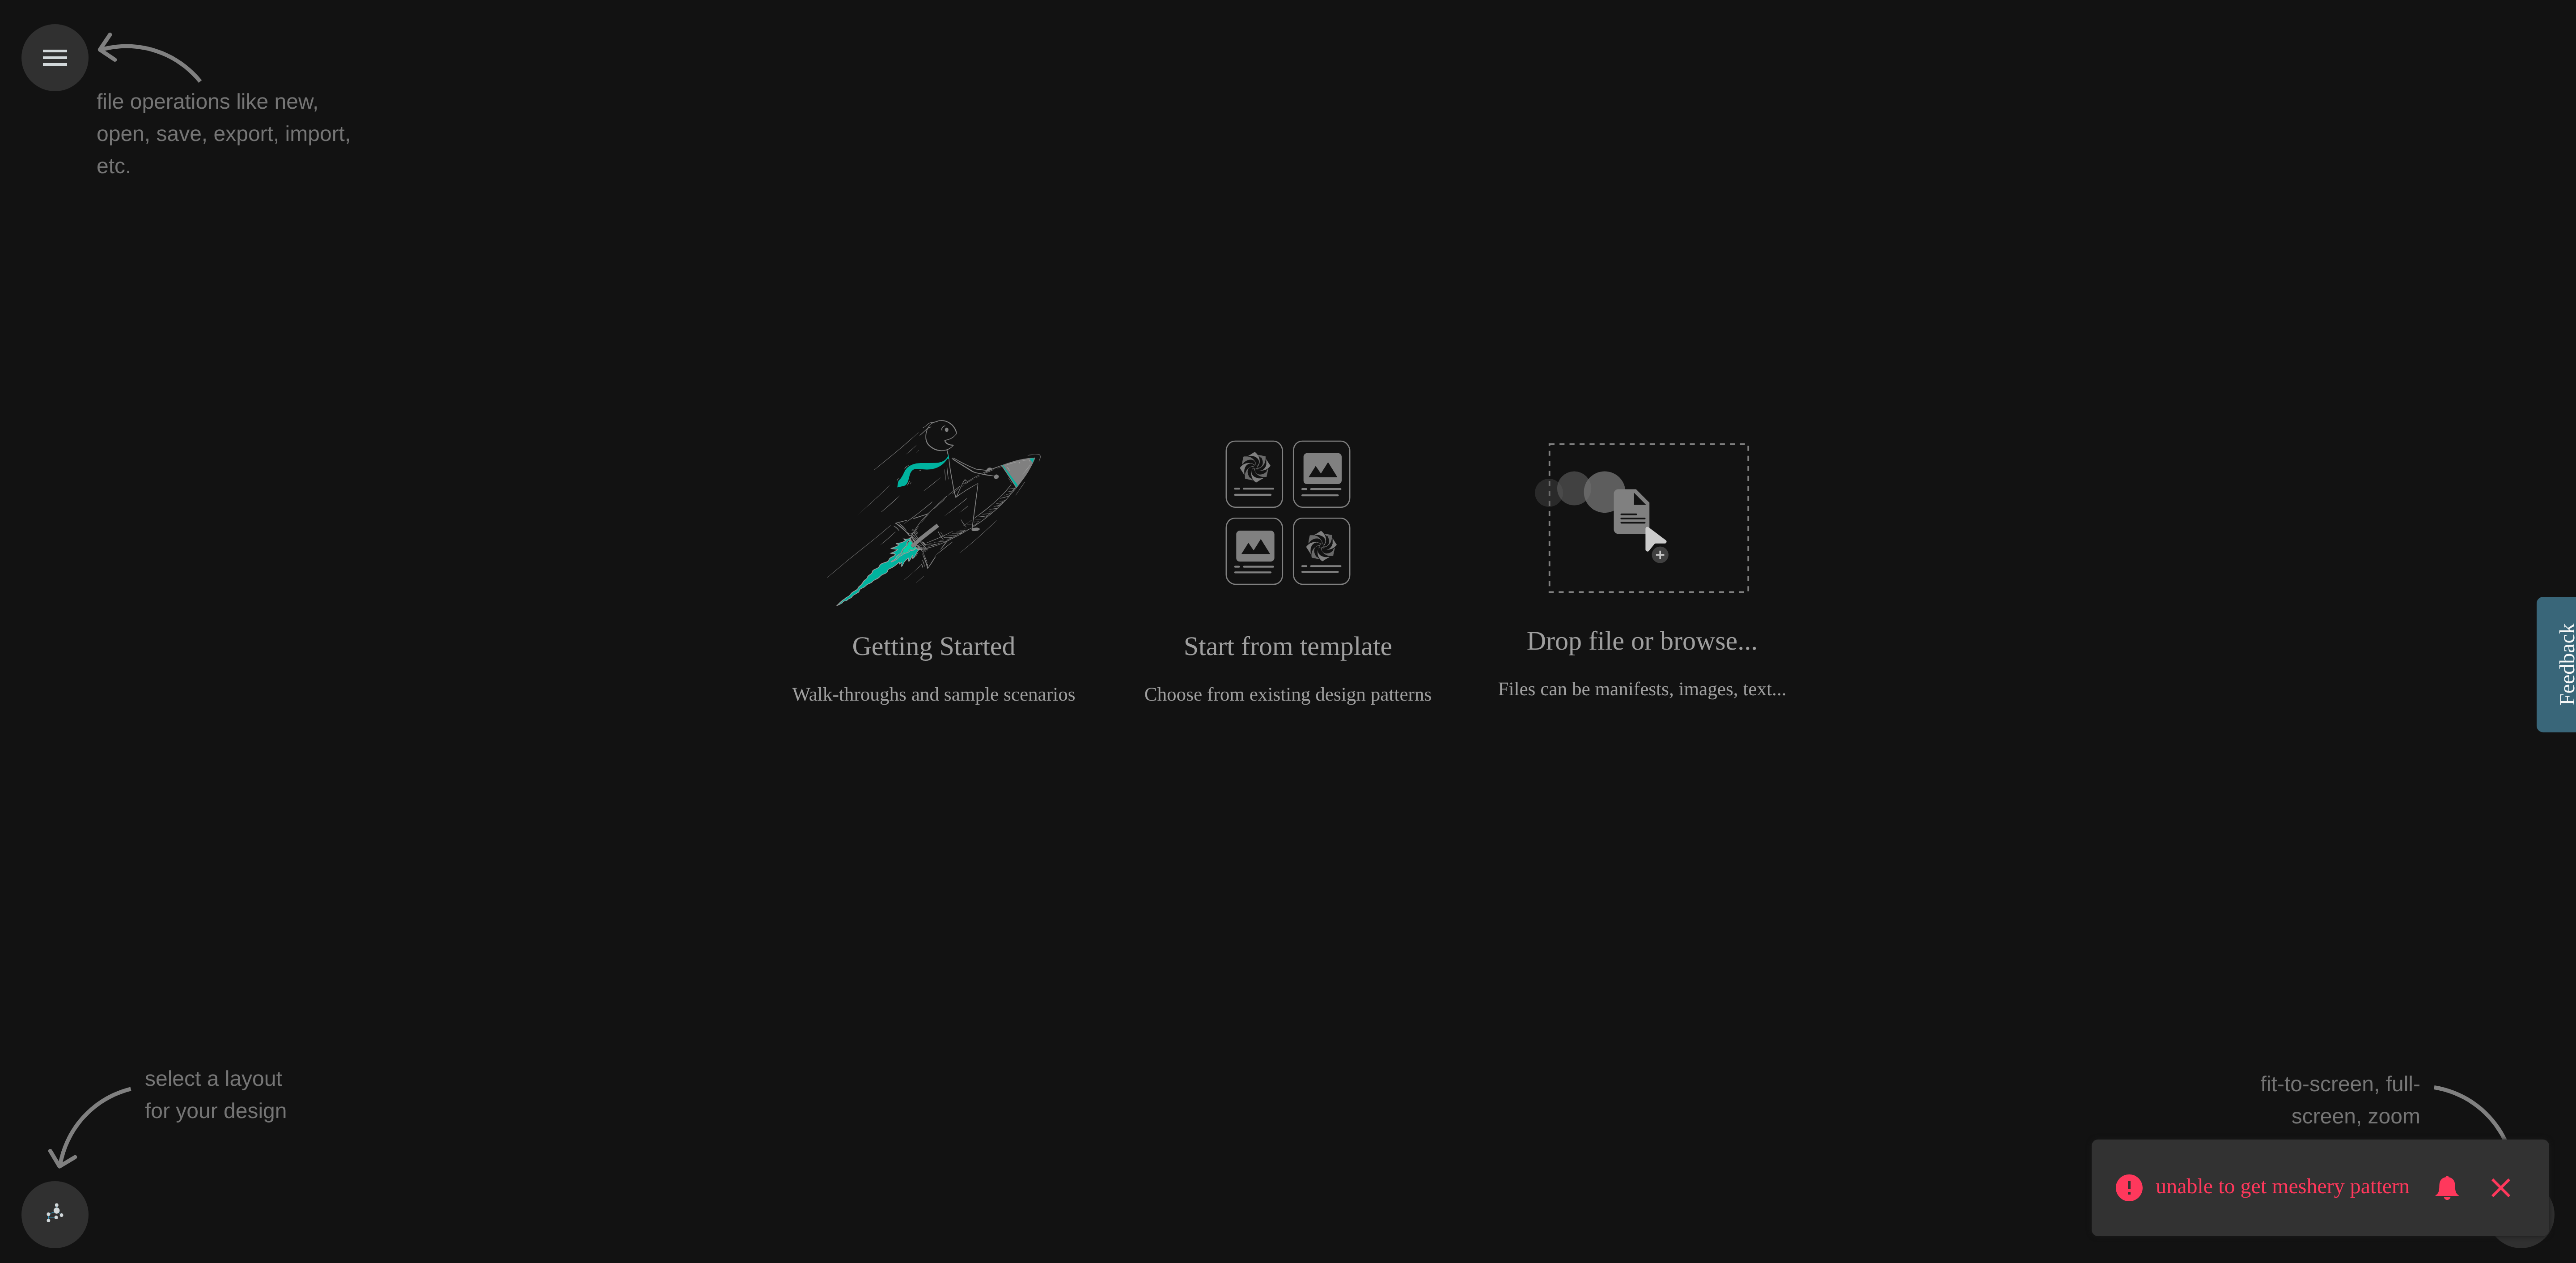 file operations like new,
open, save, export, import,
etc.
Getting Started
Walk-throughs and sample scenarios
Start from template
Choose from existing design patterns
Drop file or browse...
Files can be manifests, images, text...
Feedback
select a layout
for your design
fit-to-screen, full-
screen, zoom
unable to get meshery pattern